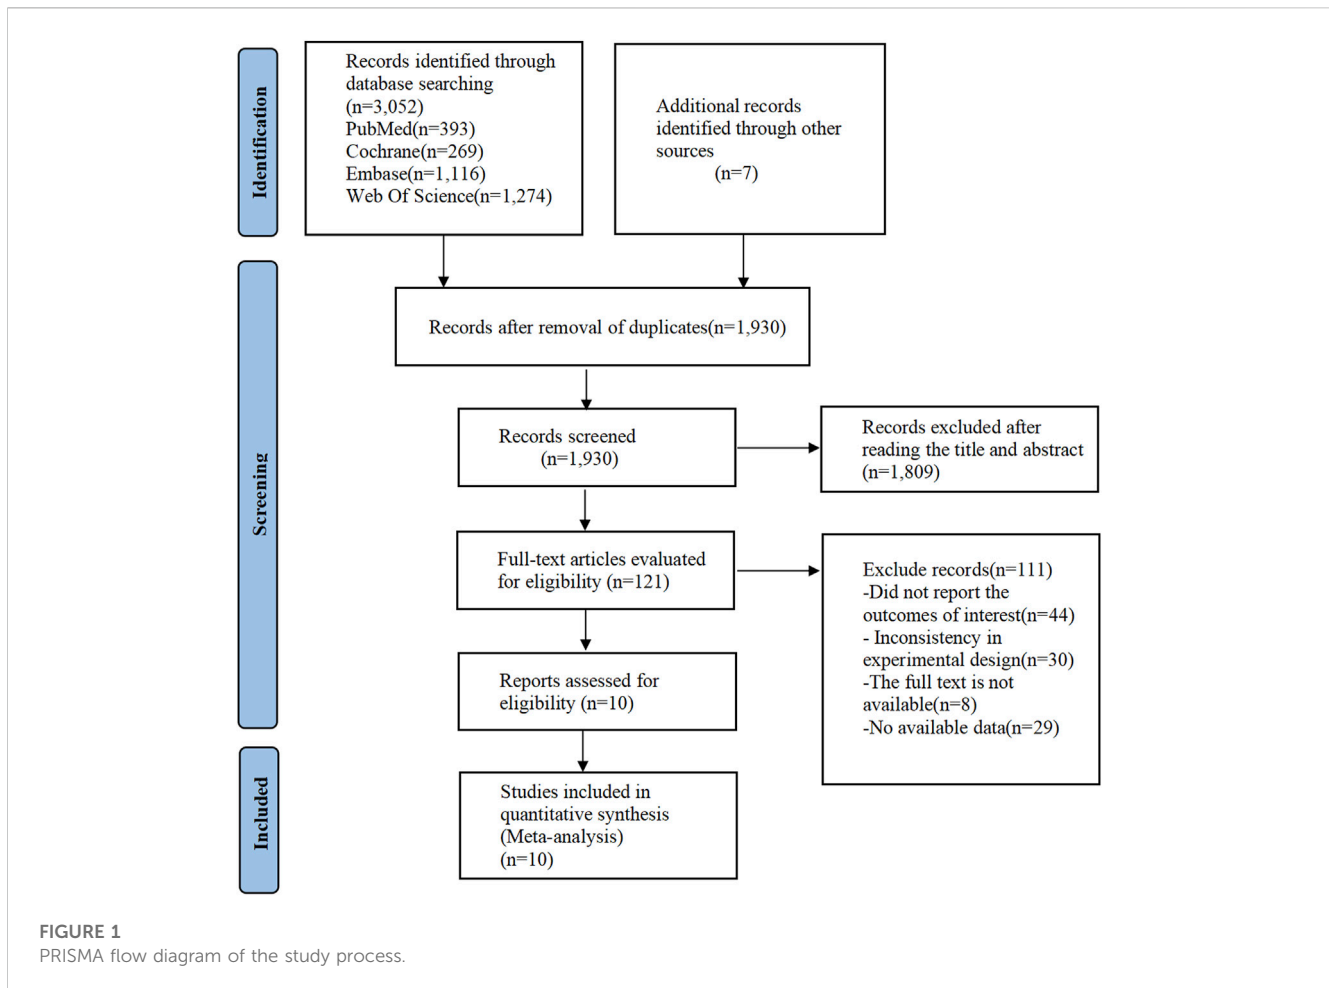 Identification
Records identified through
database searching
(n=3,052)
PubMed(n=393)
Cochrane(n=269)
Embase(n=1,116)
Web Of Science(n=1,274)
Additional records
identified through other
sources
(n=7)
Screening
Records after removal of duplicates(n=1,930)
Records screened
(n=1,930)
Records excluded after
reading the title and abstract
(n=1,809)
Full-text articles evaluated
for eligibility (n=121)
Exclude records(n=111)
-Did not report the
outcomes of interest(n=44)
- Inconsistency in
experimental design(n=30)
-The full text is not
available(n=8)
-No available data(n=29)
Reports assessed for
eligibility (n=10)
Included
Studies included in
quantitative synthesis
(Meta-analysis)
(n=10)
FIGURE 1
PRISMA flow diagram of the study process.